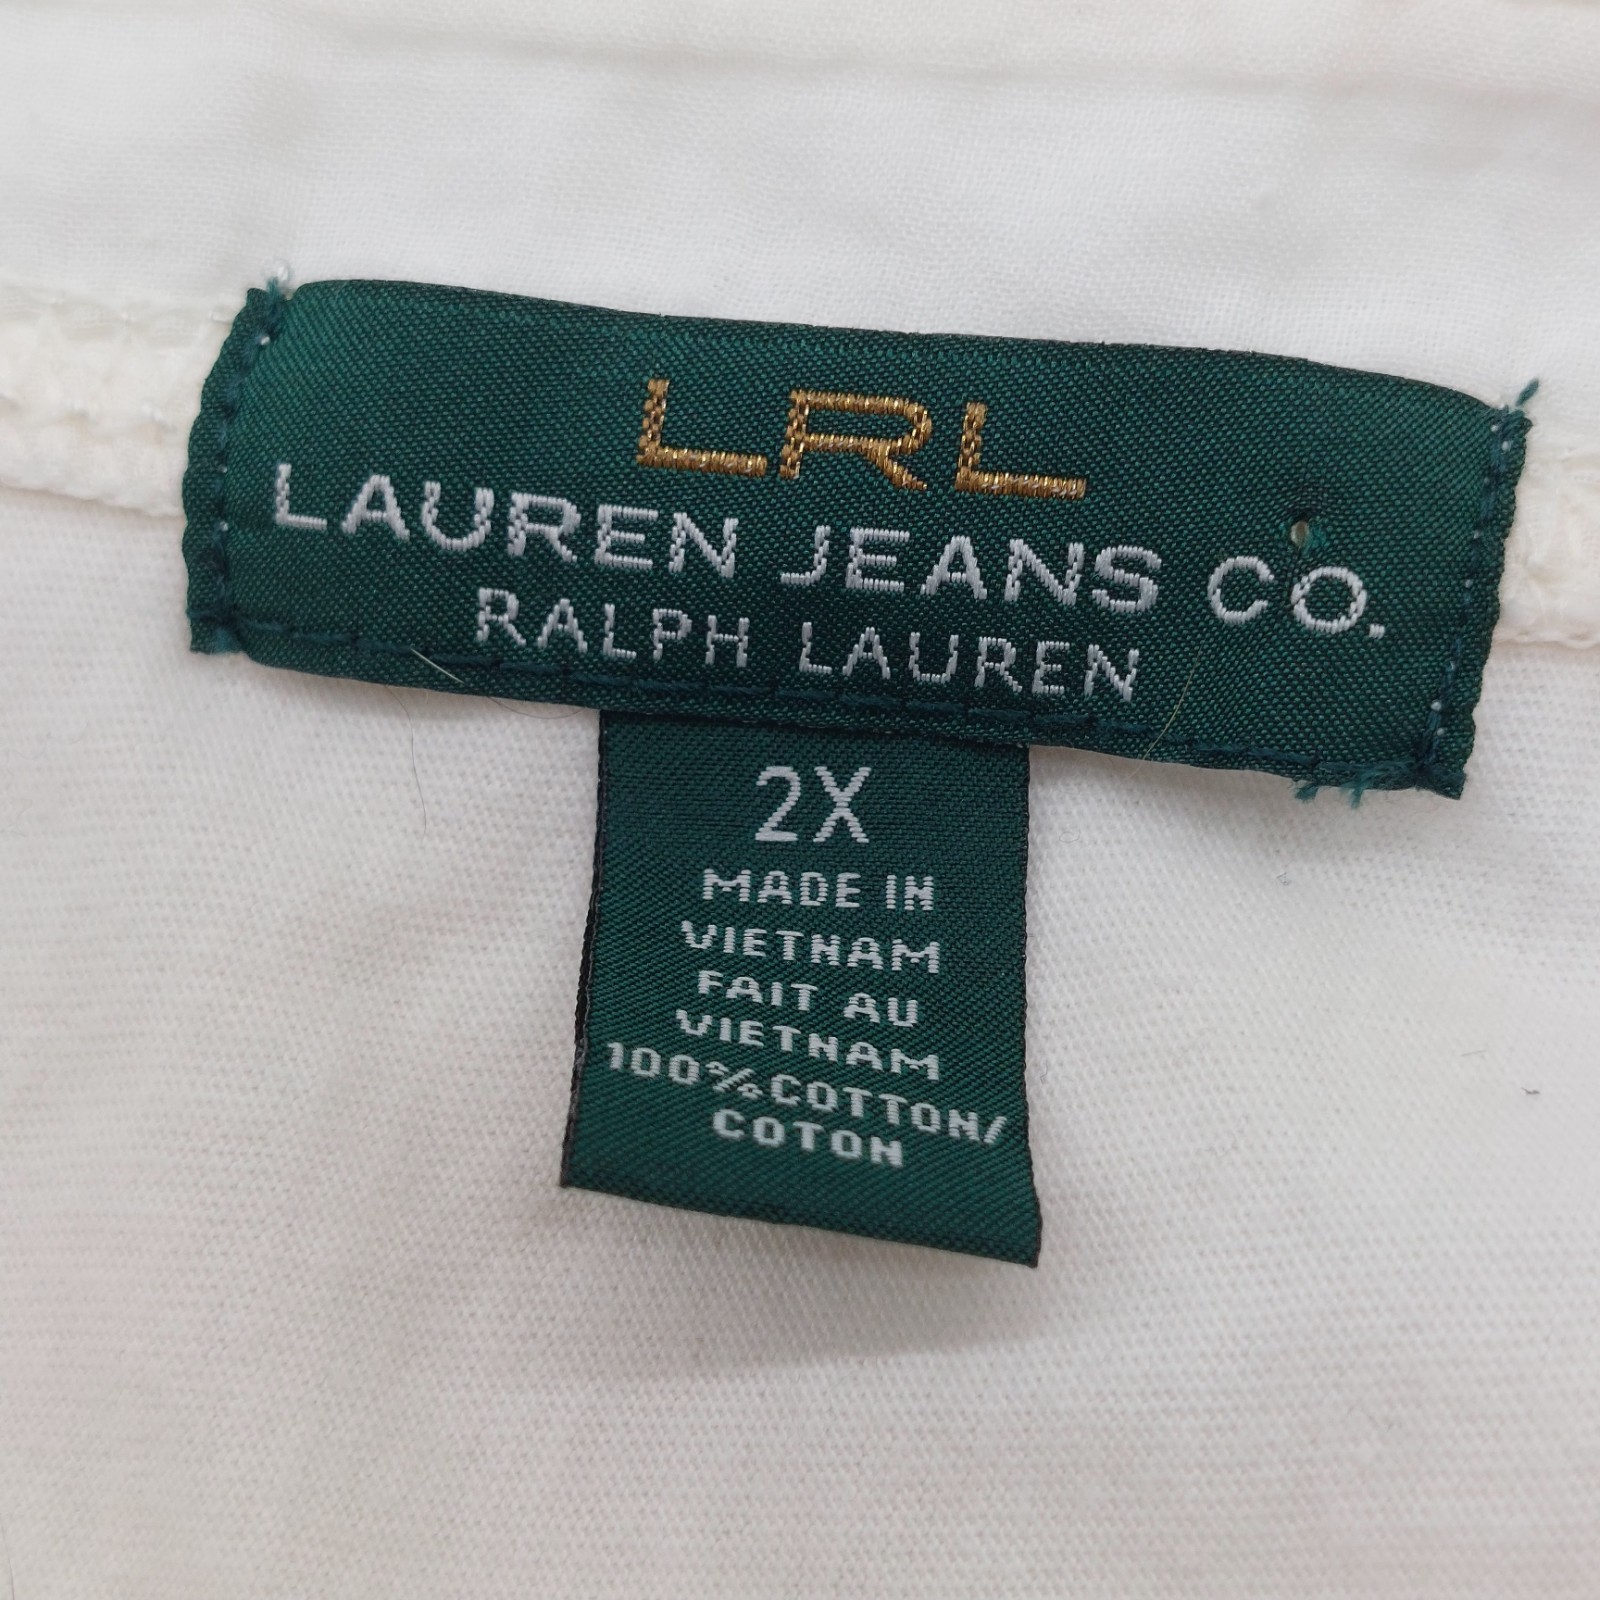 LRL
LAUREN JEANS CO.
RALPH LAUREN
2X
MADE IN
VIETNAM
FAIT AU
VIETNAM
100%COTTON/
COTON